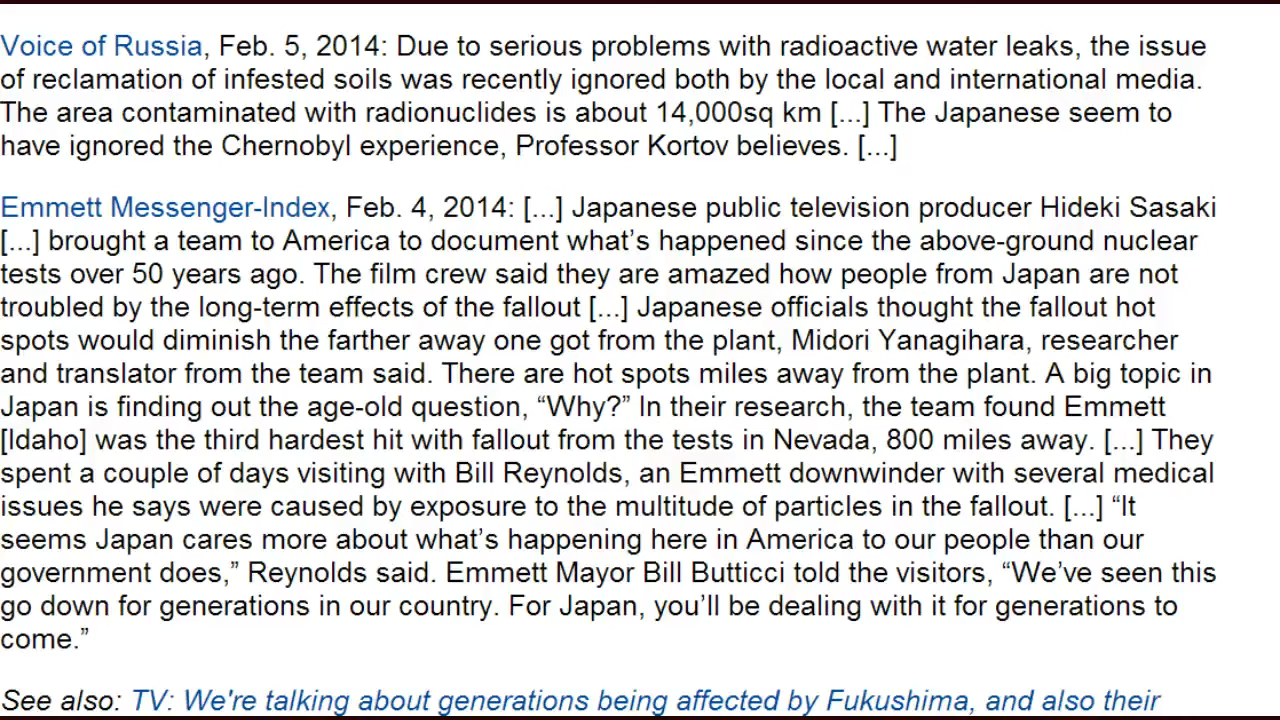 Voice of Russia, Feb. 5, 2014: Due to serious problems with radioactive water leaks, the issue
of reclamation of infested soils was recently ignored both by the local and international media.
The area contaminated with radionuclides is about 14,000sq km [...] The Japanese seem to
have ignored the Chernobyl experience, Professor Kortov believes. [...]
Emmett Messenger-Index, Feb. 4, 2014: [...] Japanese public television producer Hideki Sasaki
[...] brought a team to America to document what’s happened since the above-ground nuclear
tests over 50 years ago. The film crew said they are amazed how people from Japan are not
troubled by the long-term effects of the fallout [...] Japanese officials thought the fallout hot
spots would diminish the farther away one got from the plant, Midori Yanagihara, researcher
and translator from the team said. There are hot spots miles away from the plant. A big topic in
Japan is finding out the age-old question, “Why?” In their research, the team found Emmett
[Idaho] was the third hardest hit with fallout from the tests in Nevada, 800 miles away. [...] They
spent a couple of days visiting with Bill Reynolds, an Emmett downwinder with several medical
issues he says were caused by exposure to the multitude of particles in the fallout. [...] “It
seems Japan cares more about what’s happening here in America to our people than our
government does,” Reynolds said. Emmett Mayor Bill Butticci told the visitors, “We’ve seen this
go down for generations in our country. For Japan, you’ll be dealing with it for generations to
come.”
See also: TV: We're talking about generations being affected by Fukushima, and also their